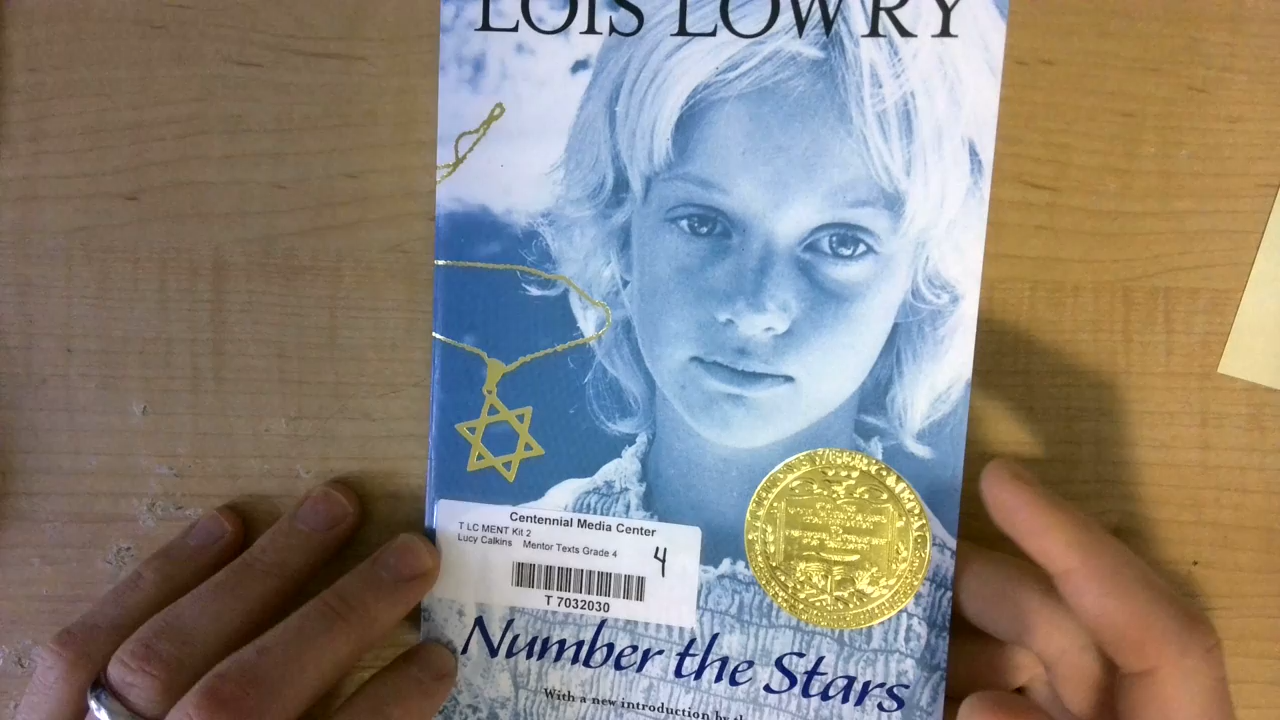 LOIS LOWRY
Centennial Media Center
T LC MENT Kit 2
Lucy Calkins Mentor Texts Grade 4
4
T 7032030
Number the Stars
With a new introduction by